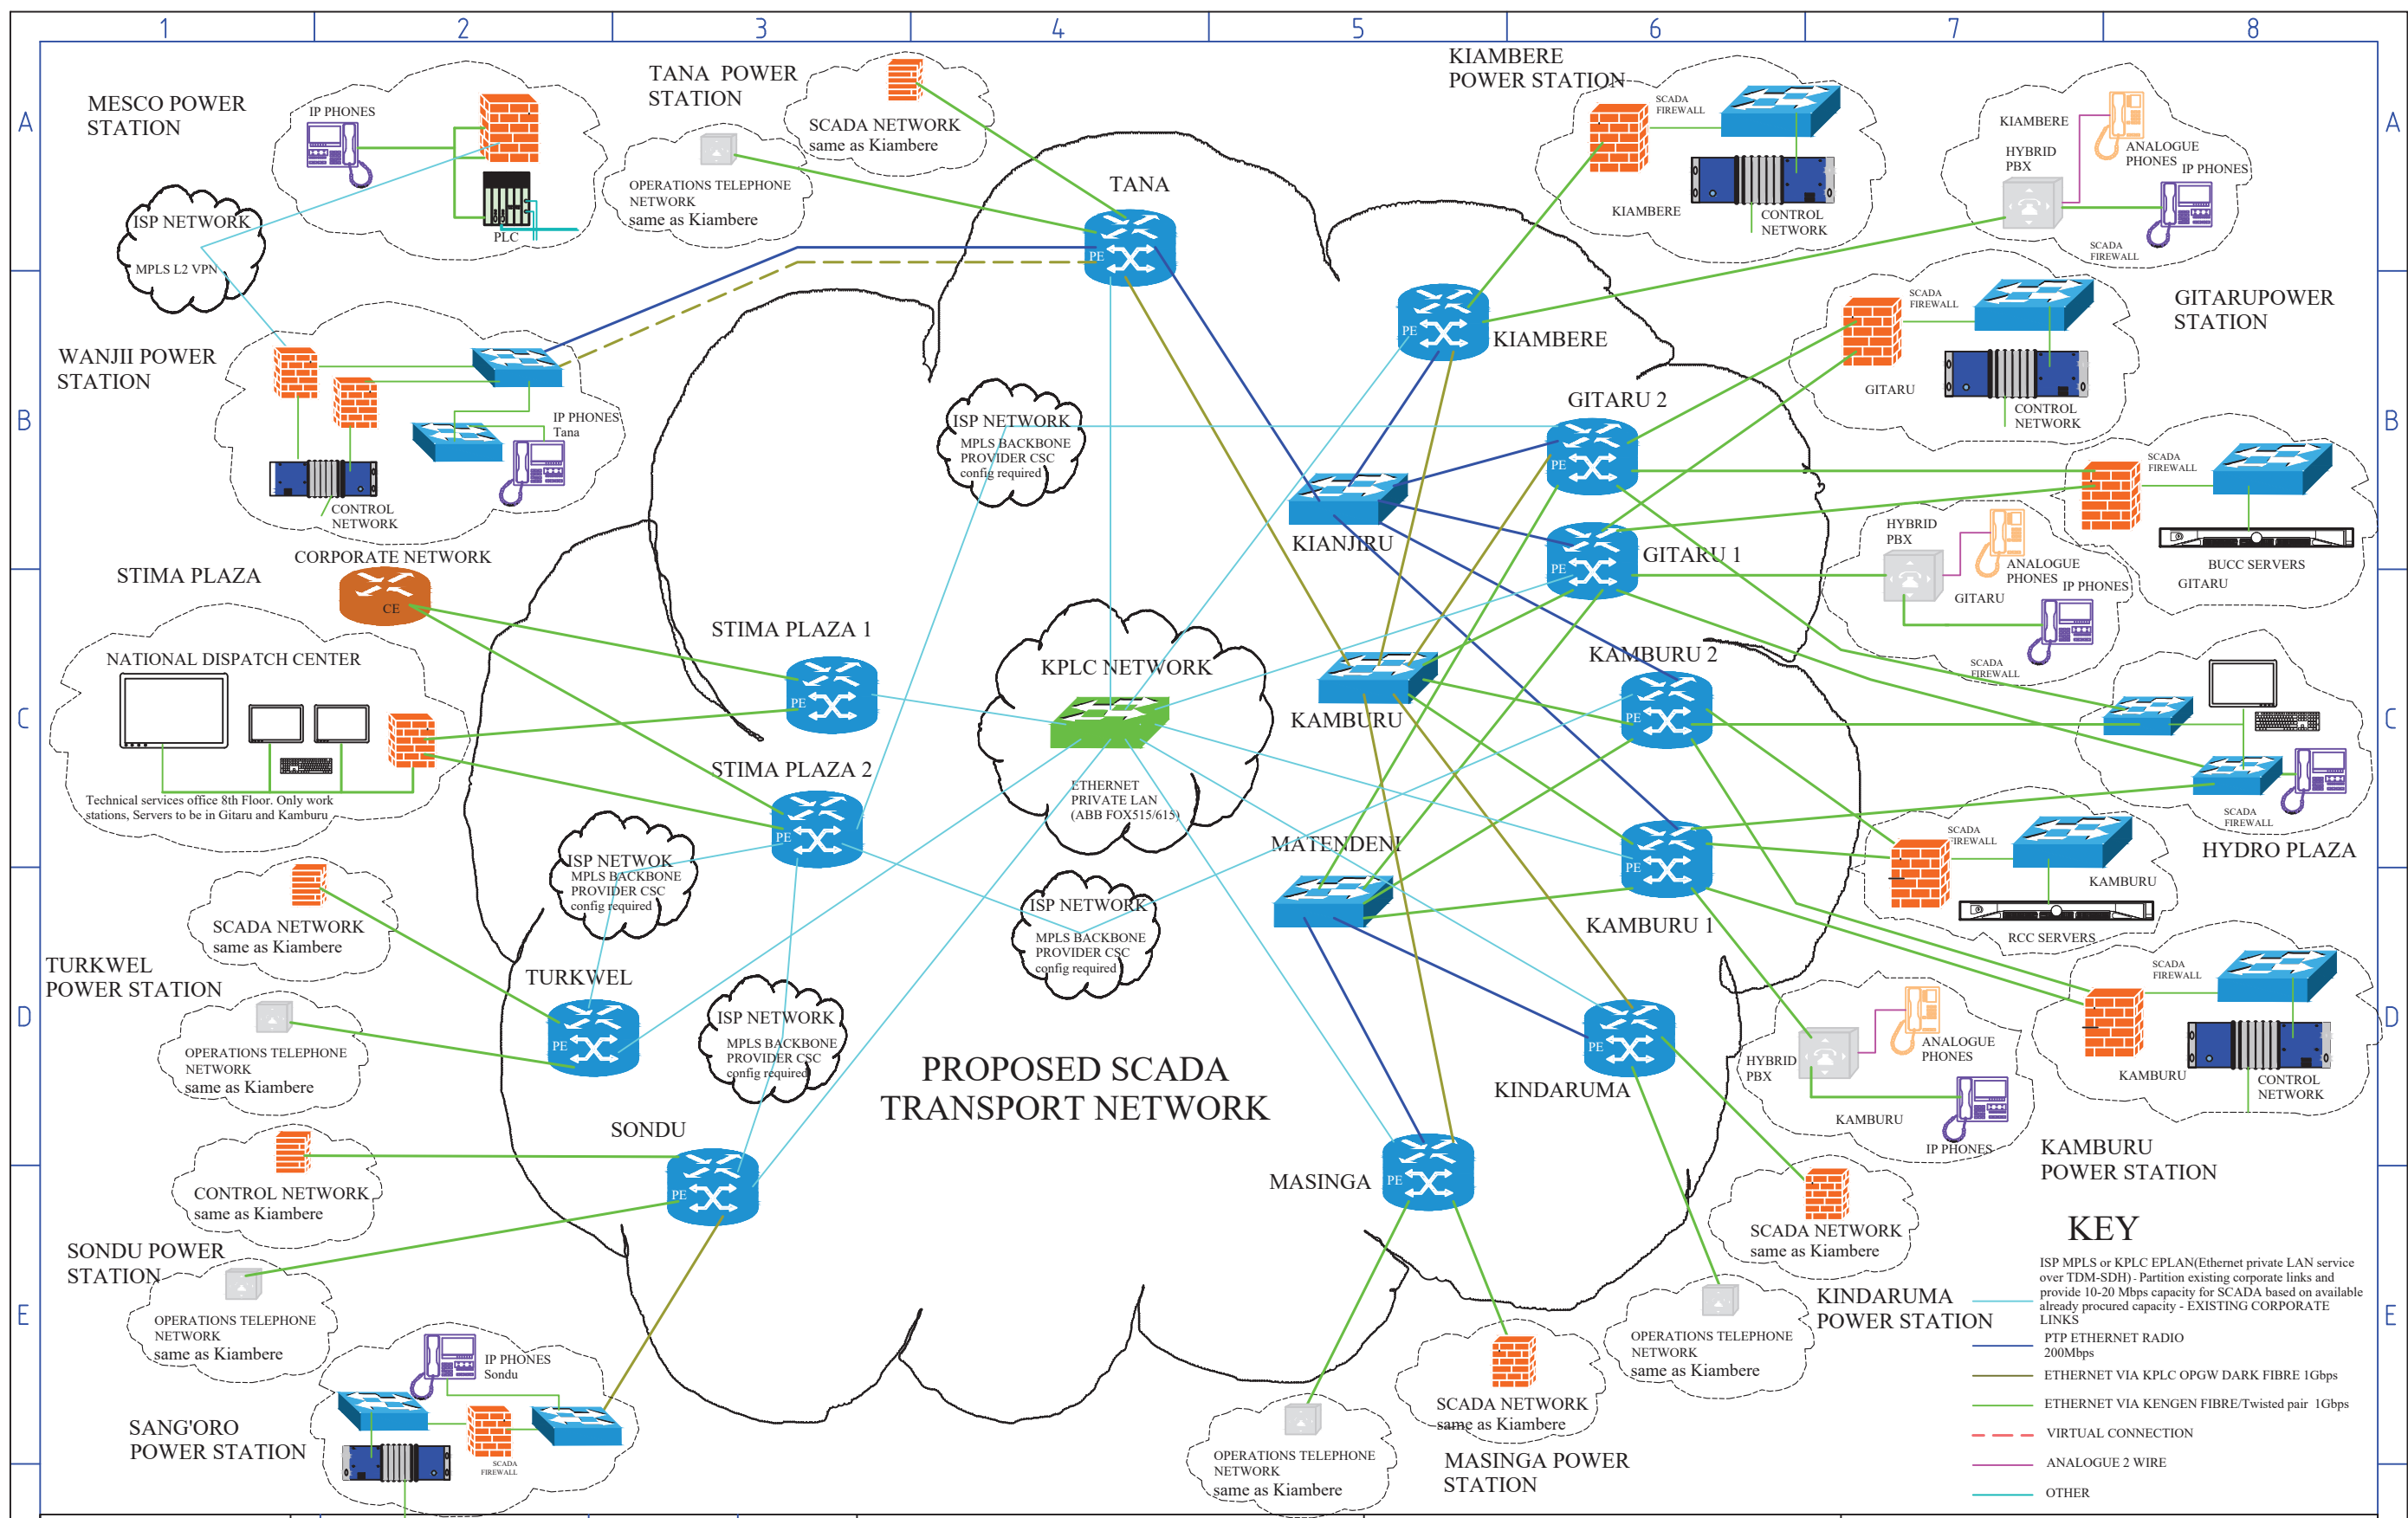 1
2
3
4
5
6
7
8
A
A
B
B
C
C
D
D
E
E
MESCO POWER
STATION
IP PHONES
PLC
ISP NETWORK
MPLS L2 VPN
TANA POWER
STATION
SCADA NETWORK
same as Kiambere
OPERATIONS TELEPHONE
NETWORK
same as Kiambere
TANA
PE
KIAMBERE
POWER STATION
SCADA
FIREWALL
KIAMBERE
CONTROL
NETWORK
KIAMBERE
HYBRID
PBX
ANALOGUE
PHONES
IP PHONES
SCADA
FIREWALL
WANJII POWER
STATION
IP PHONES
Tana
CONTROL
NETWORK
ISP NETWORK
MPLS BACKBONE
PROVIDER CSC
config required
PE
KIAMBERE
SCADA
FIREWALL
GITARU
CONTROL
NETWORK
GITARUPOWER
STATION
GITARU 2
PE
KIANJIRU
GITARU 1
PE
SCADA
FIREWALL
BUCC SERVERS
GITARU
HYBRID
PBX
ANALOGUE
PHONES
GITARU
IP PHONES
SCADA
FIREWALL
STIMA PLAZA
CORPORATE NETWORK
CE
NATIONAL DISPATCH CENTER
Technical services office 8th Floor. Only work
stations, Servers to be in Gitaru and Kamburu
STIMA PLAZA 1
PE
STIMA PLAZA 2
PE
KPLC NETWORK
ETHERNET
PRIVATE LAN
(ABB FOX515/615)
KAMBURU
KAMBURU 2
PE
SCADA
FIREWALL
HYDRO PLAZA
MATENDENI
PE
KAMBURU 1
SCADA
FIREWALL
KAMBURU
RCC SERVERS
ISP NETWOK
MPLS BACKBONE
PROVIDER CSC
config required
ISP NETWORK
MPLS BACKBONE
PROVIDER CSC
config required
ISP NETWORK
MPLS BACKBONE
PROVIDER CSC
config required
SCADA NETWORK
same as Kiambere
TURKWEL
POWER STATION
OPERATIONS TELEPHONE
NETWORK
same as Kiambere
TURKWEL
PE
PROPOSED SCADA
TRANSPORT NETWORK
PE
KINDARUMA
HYBRID
PBX
ANALOGUE
PHONES
KAMBURU
IP PHONES
SCADA
FIREWALL
KAMBURU
CONTROL
NETWORK
KAMBURU
POWER STATION
SONDU
PE
CONTROL NETWORK
same as Kiambere
SONDU POWER
STATION
OPERATIONS TELEPHONE
NETWORK
same as Kiambere
IP PHONES
Sondu
SCADA
FIREWALL
SANG'ORO
POWER STATION
MASINGA
PE
OPERATIONS TELEPHONE
NETWORK
same as Kiambere
SCADA NETWORK
same as Kiambere
MASINGA POWER
STATION
SCADA NETWORK
same as Kiambere
OPERATIONS TELEPHONE
NETWORK
same as Kiambere
KINDARUMA
POWER STATION
KEY
ISP MPLS or KPLC EPLAN(Ethernet private LAN service
over TDM-SDH) - Partition existing corporate links and
provide 10-20 Mbps capacity for SCADA based on available
already procured capacity - EXISTING CORPORATE
LINKS
PTP ETHERNET RADIO
200Mbps
ETHERNET VIA KPLC OPGW DARK FIBRE 1Gbps
ETHERNET VIA KENGEN FIBRE/Twisted pair 1Gbps
VIRTUAL CONNECTION
ANALOGUE 2 WIRE
OTHER